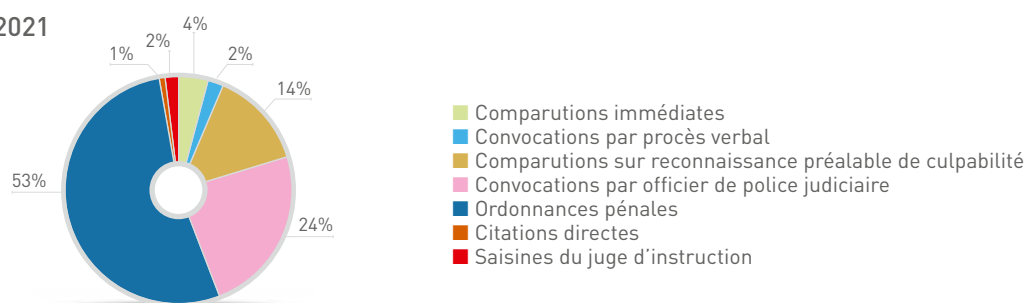 2021
4%
2%
1%
2%
14%
53%
24%
Comparutions immédiates
Convocations par procès verbal
Comparutions sur reconnaissance préalable de culpabilité
Convocations par officier de police judiciaire
Ordonnances pénales
Citations directes
Saisines du juge d’instruction